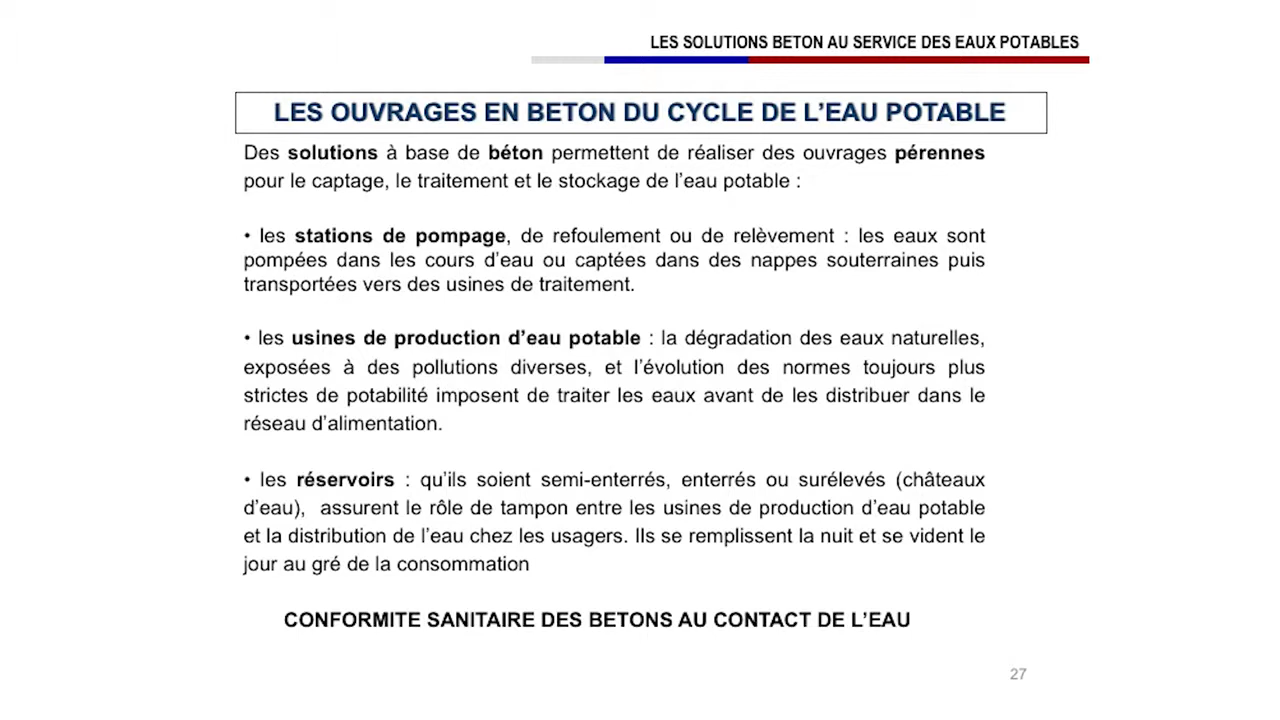 LES SOLUTIONS BETON AU SERVICE DES EAUX POTABLES
LES OUVRAGES EN BETON DU CYCLE DE L’EAU POTABLE
Des solutions à base de béton permettent de réaliser des ouvrages pérennes
pour le captage, le traitement et le stockage de l’eau potable :
• les stations de pompage, de refoulement ou de relèvement : les eaux sont
pompées dans les cours d’eau ou captées dans des nappes souterraines puis
transportées vers des usines de traitement.
• les usines de production d’eau potable : la dégradation des eaux naturelles,
exposées à des pollutions diverses, et l’évolution des normes toujours plus
strictes de potabilité imposent de traiter les eaux avant de les distribuer dans le
réseau d’alimentation.
• les réservoirs : qu’ils soient semi-enterrés, enterrés ou surélevés (châteaux
d’eau), assurent le rôle de tampon entre les usines de production d’eau potable
et la distribution de l’eau chez les usagers. Ils se remplissent la nuit et se vident le
jour au gré de la consommation
CONFORMITE SANITAIRE DES BETONS AU CONTACT DE L’EAU
27